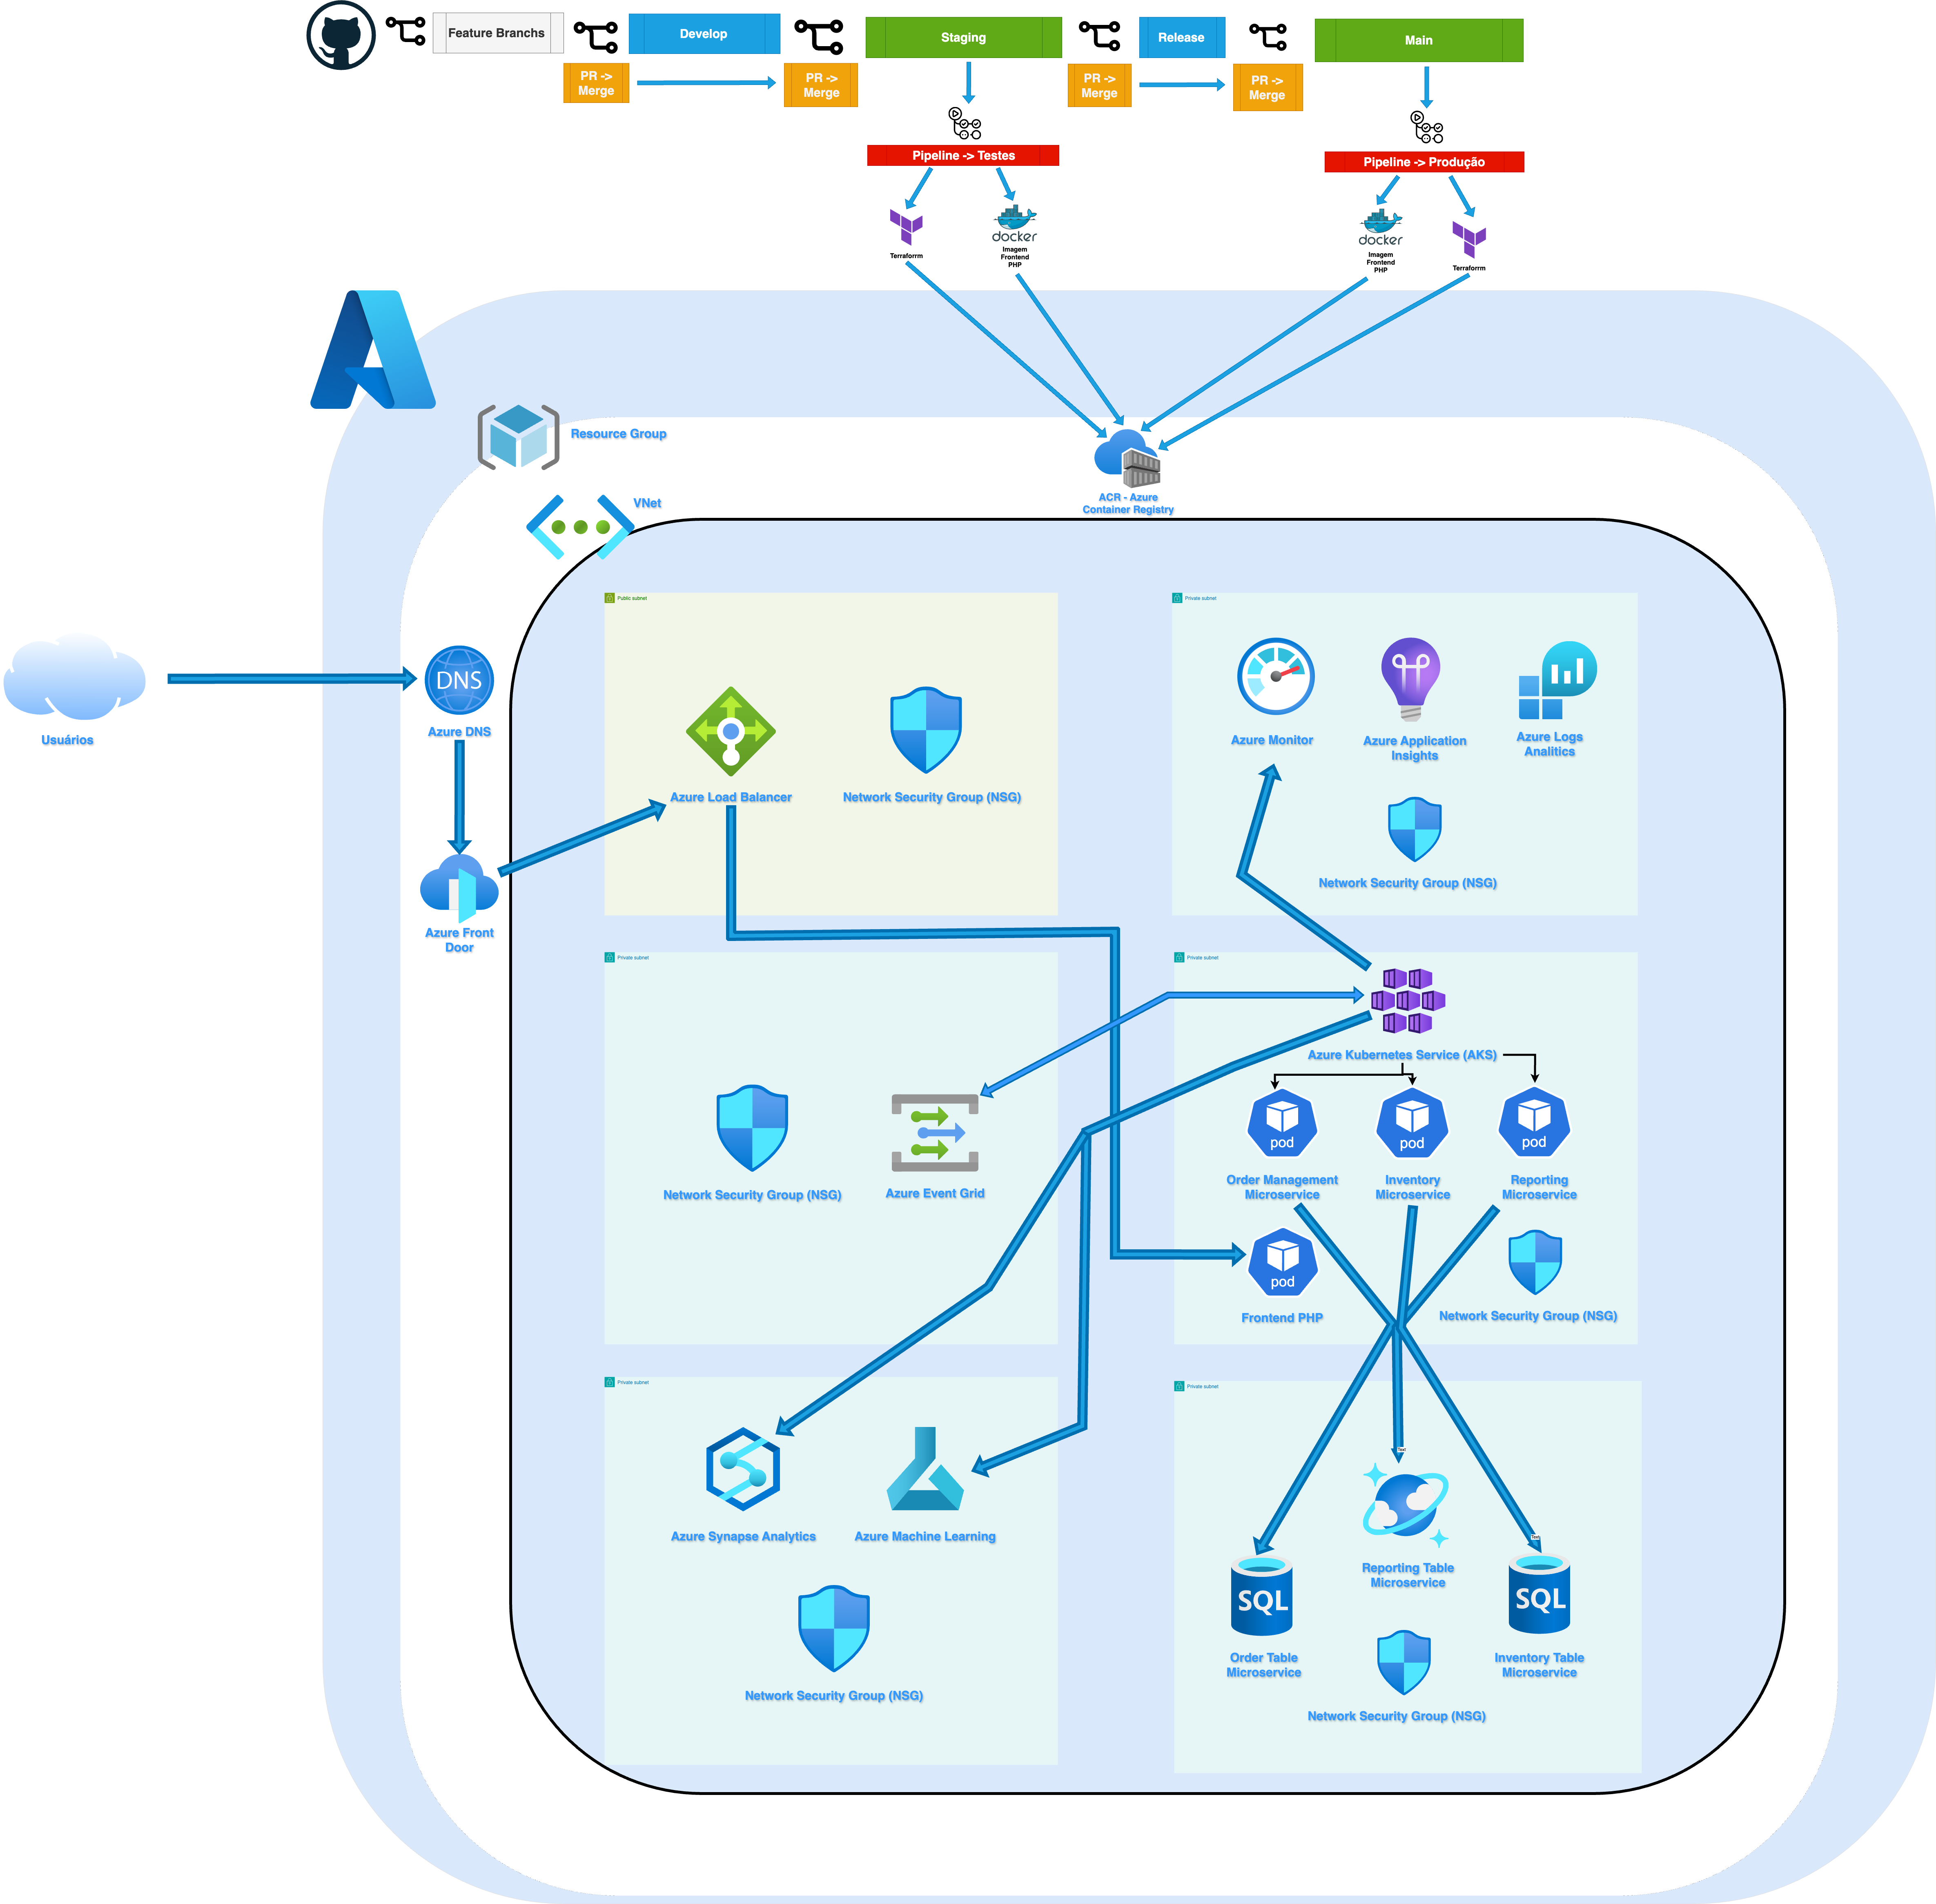 Feature Branchs
Develop
Staging
Release
Main
PR ->
Merge
PR ->
Merge
PR ->
Merge
PR ->
Merge
Pipeline -> Testes
Pipeline -> Produção
Terraforrm
docker
Imagem
Frontend
PHP
docker
Imagem
Frontend
PHP
Terraforrm
Resource Group
VNet
ACR - Azure
Container Registry
Usuários
DNS
Azure DNS
Azure Front
Door
Public subnet
Azure Load Balancer
Network Security Group (NSG)
Private subnet
Azure Monitor
Azure Application
Insights
Azure Logs
Analitics
Network Security Group (NSG)
Private subnet
Network Security Group (NSG)
Azure Event Grid
Private subnet
Azure Kubernetes Service (AKS)
pod
pod
pod
Order Management
Microservice
Inventory
Microservice
Reporting
Microservice
pod
Frontend PHP
Network Security Group (NSG)
Private subnet
Azure Synapse Analytics
Azure Machine Learning
Network Security Group (NSG)
Private subnet
Text
Text
Reporting Table
Microservice
SQL
SQL
Order Table
Microservice
Inventory Table
Microservice
Network Security Group (NSG)